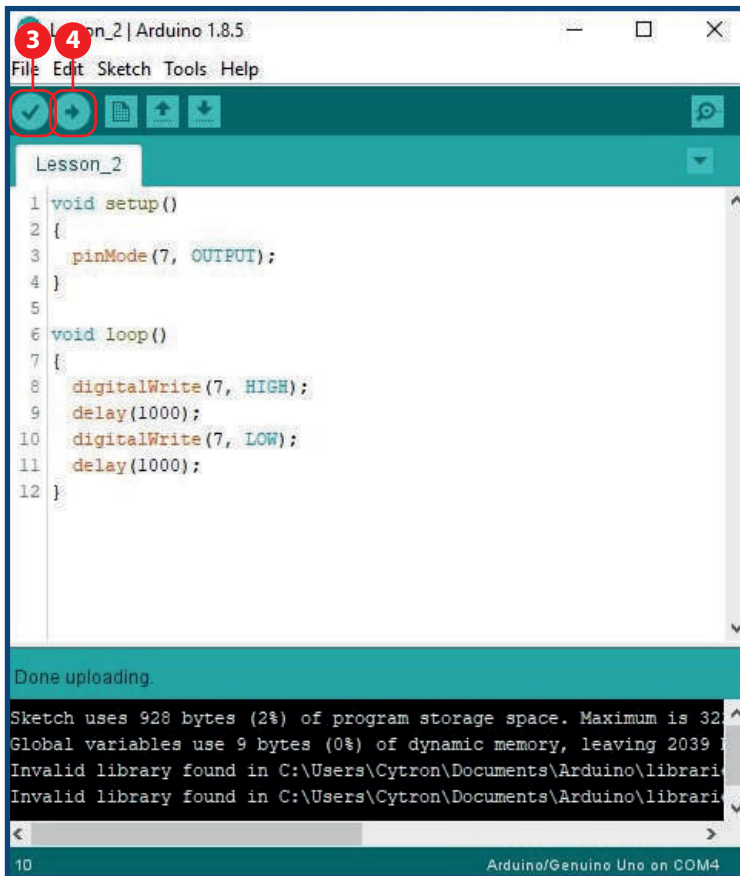 3 4
Lesson_2 | Arduino 1.8.5
File Edit Sketch Tools Help
Lesson_2
1 void setup()
2 {
3   pinMode(7, OUTPUT);
4 }
5
6 void loop()
7 {
8   digitalWrite(7, HIGH);
9   delay(1000);
10   digitalWrite(7, LOW);
11   delay(1000);
12 }
Done uploading.
Sketch uses 928 bytes (2%) of program storage space. Maximum is 32
Global variables use 9 bytes (0%) of dynamic memory, leaving 2039
Invalid library found in C:\Users\Cytron\Documents\Arduino\librari
Invalid library found in C:\Users\Cytron\Documents\Arduino\librari
10 Arduino/Genuino Uno on COM4